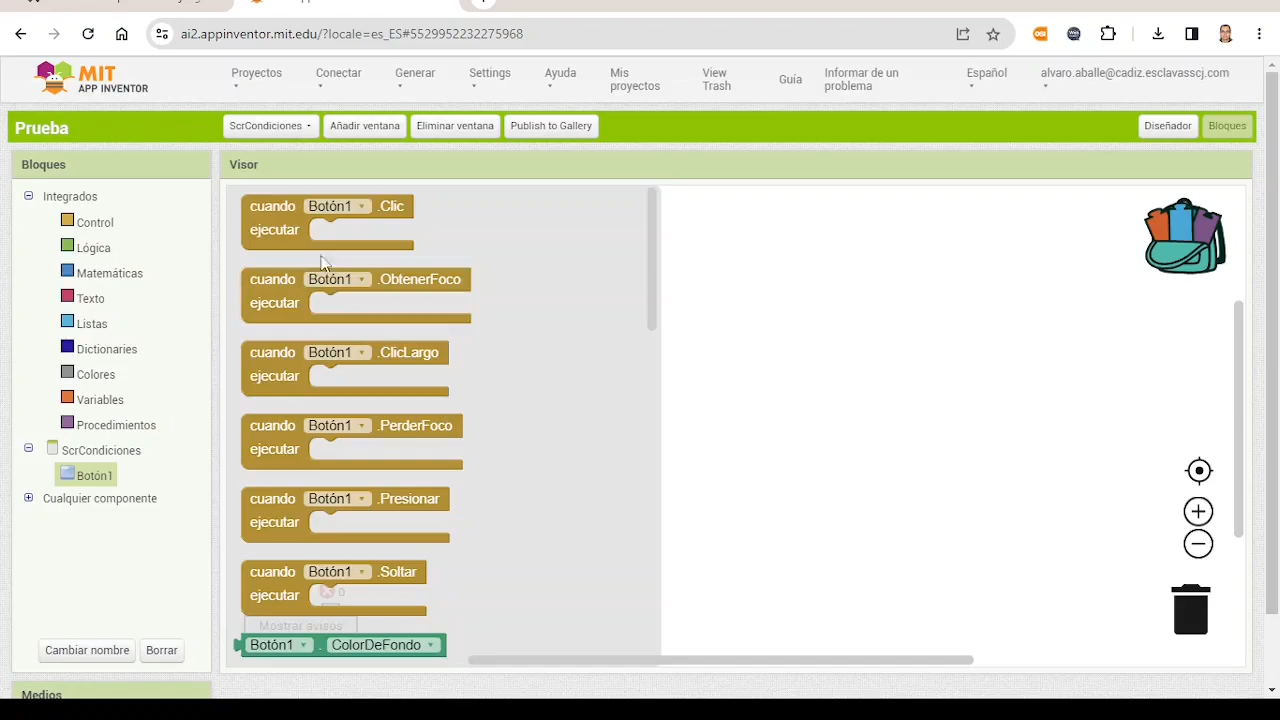 ai2.appinventor.mit.edu/?locale=es_ES#5529952232275968
MIT
APP INVENTOR
Proyectos
Conectar
Generar
Settings
Ayuda
Mis
proyectos
View
Trash
Guía
Informar de un
problema
Español
alvaro.aballe@cadiz.esclavasscj.com
Prueba
ScrCondiciones
Añadir ventana
Eliminar ventana
Publish to Gallery
Diseñador
Bloques
Bloques
Visor
Integrados
Control
Lógica
Matemáticas
Texto
Listas
Dictionaries
Colores
Variables
Procedimientos
ScrCondiciones
Botón1
Cualquier componente
Cambiar nombre
Borrar
Medios
cuando Botón1 .Clic
ejecutar
cuando Botón1 .ObtenerFoco
ejecutar
cuando Botón1 .ClicLargo
ejecutar
cuando Botón1 .PerderFoco
ejecutar
cuando Botón1 .Presionar
ejecutar
cuando Botón1 .Soltar
ejecutar
0
Mostrar avisos
Botón1 . ColorDeFondo